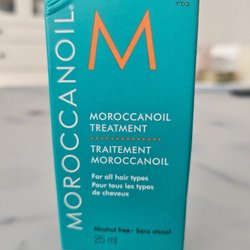 MOROCCANOIL®
M
MOROCCANOIL
TREATMENT
TRAITEMENT
MOROCCANOIL
For all hair types
Pour tous les types
de cheveux
Alcohol free • Sans alcool
25 ml